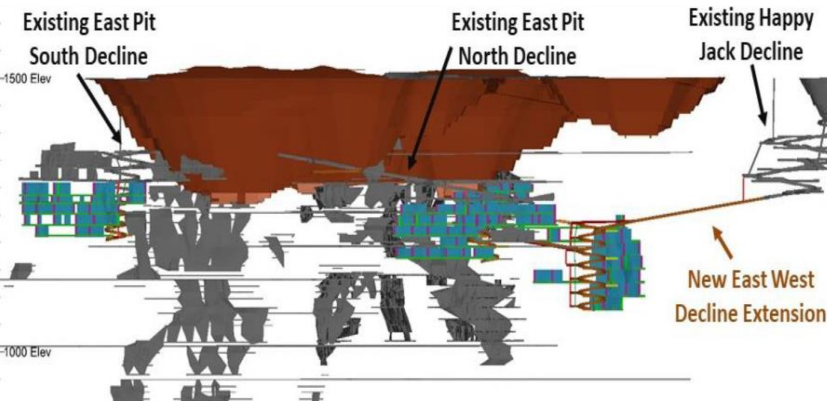 Existing East Pit
South Decline
Existing East Pit
North Decline
Existing Happy
Jack Decline
1500 Elev
New East West
Decline Extension
1000 Elev